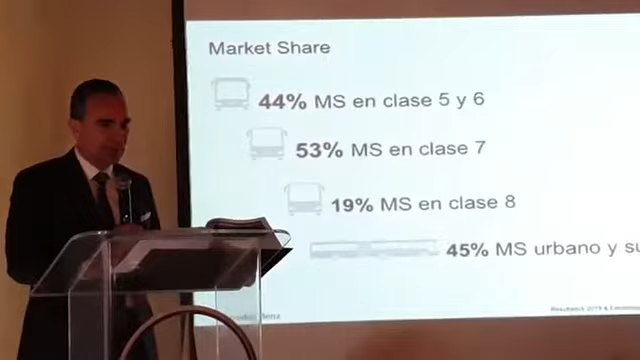 Market Share
44% MS en clase 5 y 6
53% MS en clase 7
19% MS en clase 8
45% MS urbano y su